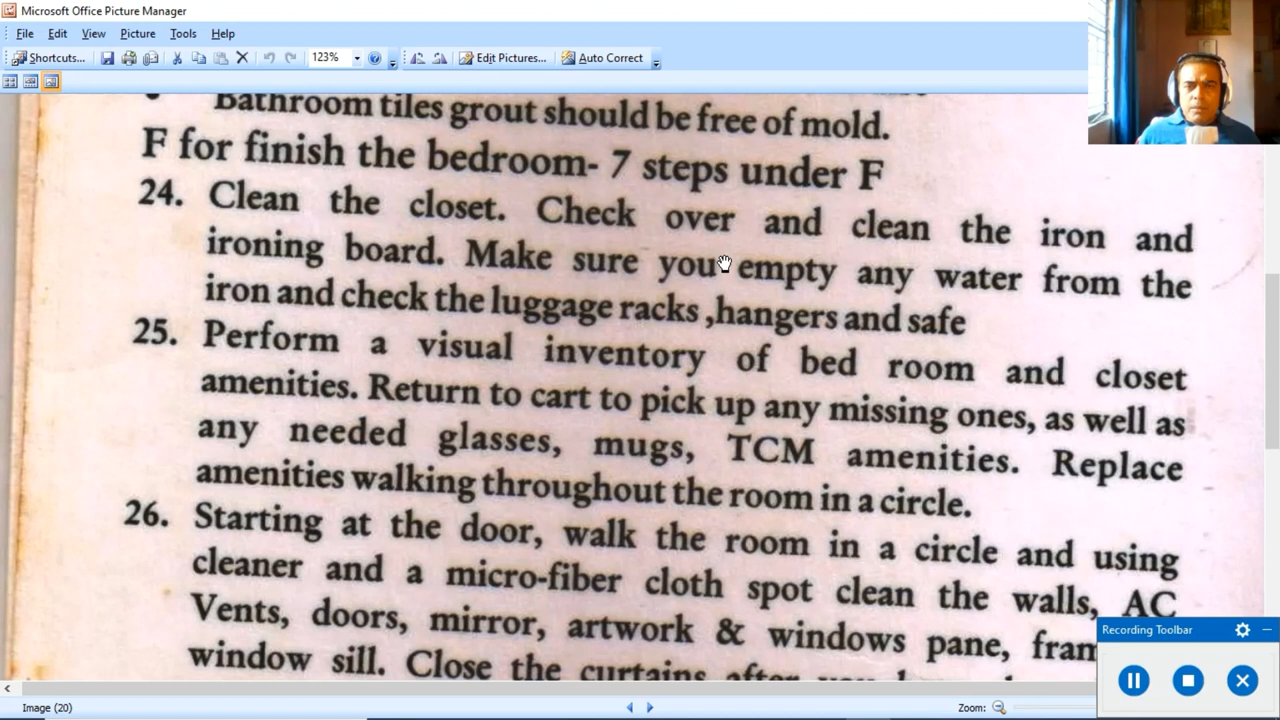 Microsoft Office Picture Manager
File Edit View Picture Tools Help
Shortcuts... 123% Edit Pictures... Auto Correct
Bathroom tiles grout should be free of mold.
F for finish the bedroom- 7 steps under F
24. Clean the closet. Check over and clean the iron and
ironing board. Make sure you empty any water from the
iron and check the luggage racks ,hangers and safe
25. Perform a visual inventory of bed room and closet
amenities. Return to cart to pick up any missing ones, as well as
any needed glasses, mugs, TCM amenities. Replace
amenities walking throughout the room in a circle.
26. Starting at the door, walk the room in a circle and using
cleaner and a micro-fiber cloth spot clean the walls, AC
Vents, doors, mirror, artwork & windows pane,
window sill. Close the curtains after you
Recording Toolbar
Image (20) Zoom: